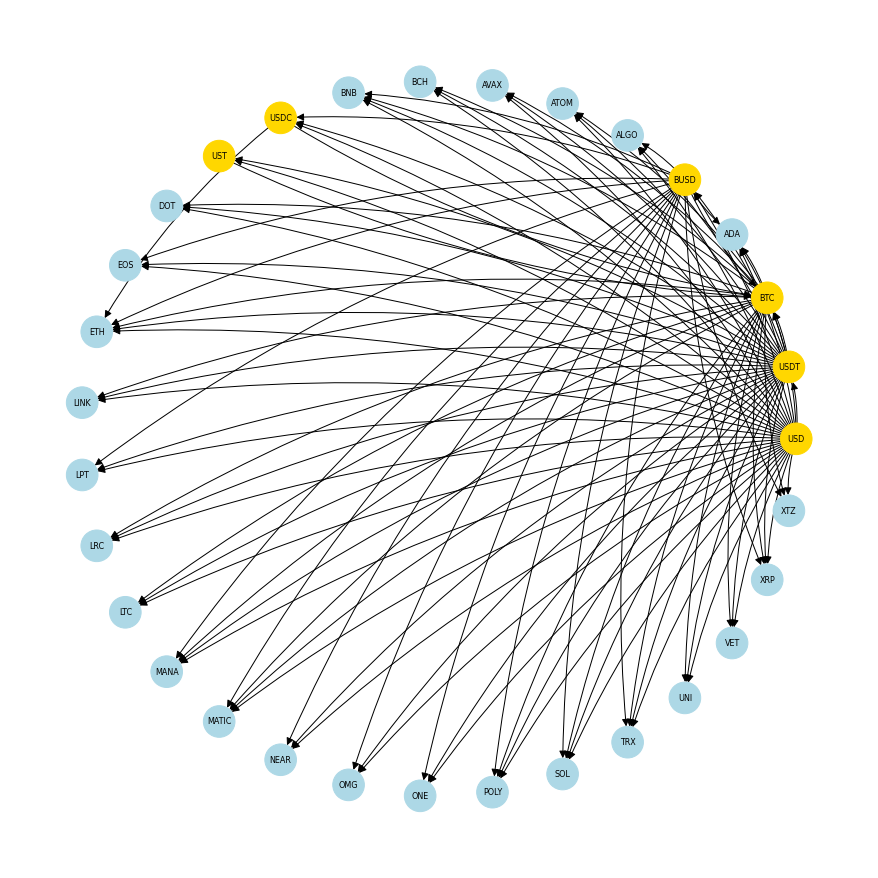 BCH
AVAX
BNB
ATOM
USDC
ALGO
UST
BUSD
DOT
ADA
EOS
BTC
ETH
USDT
LINK
USD
LPT
XTZ
LRC
XRP
LTC
VET
MANA
UNI
MATIC
TRX
NEAR
SOL
OMG
POLY
ONE